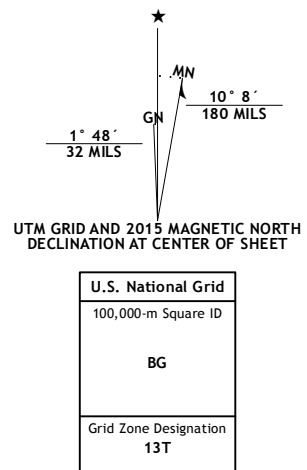 ★
MN
GN
10° 8´
180 MILS
1° 48´
32 MILS
UTM GRID AND 2015 MAGNETIC NORTH
DECLINATION AT CENTER OF SHEET
U.S. National Grid
100,000-m Square ID
BG
Grid Zone Designation
13T